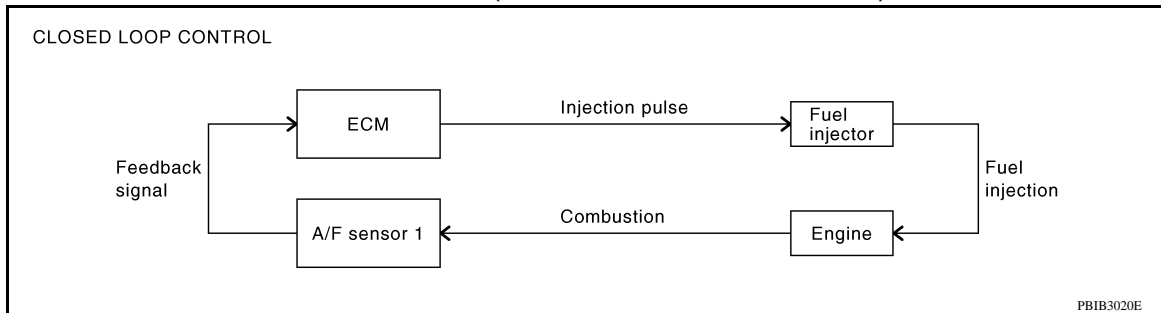 CLOSED LOOP CONTROL
ECM
Injection pulse
Fuel
injector
Feedback
signal
Fuel
injection
A/F sensor 1
Combustion
Engine
PBIB3020E